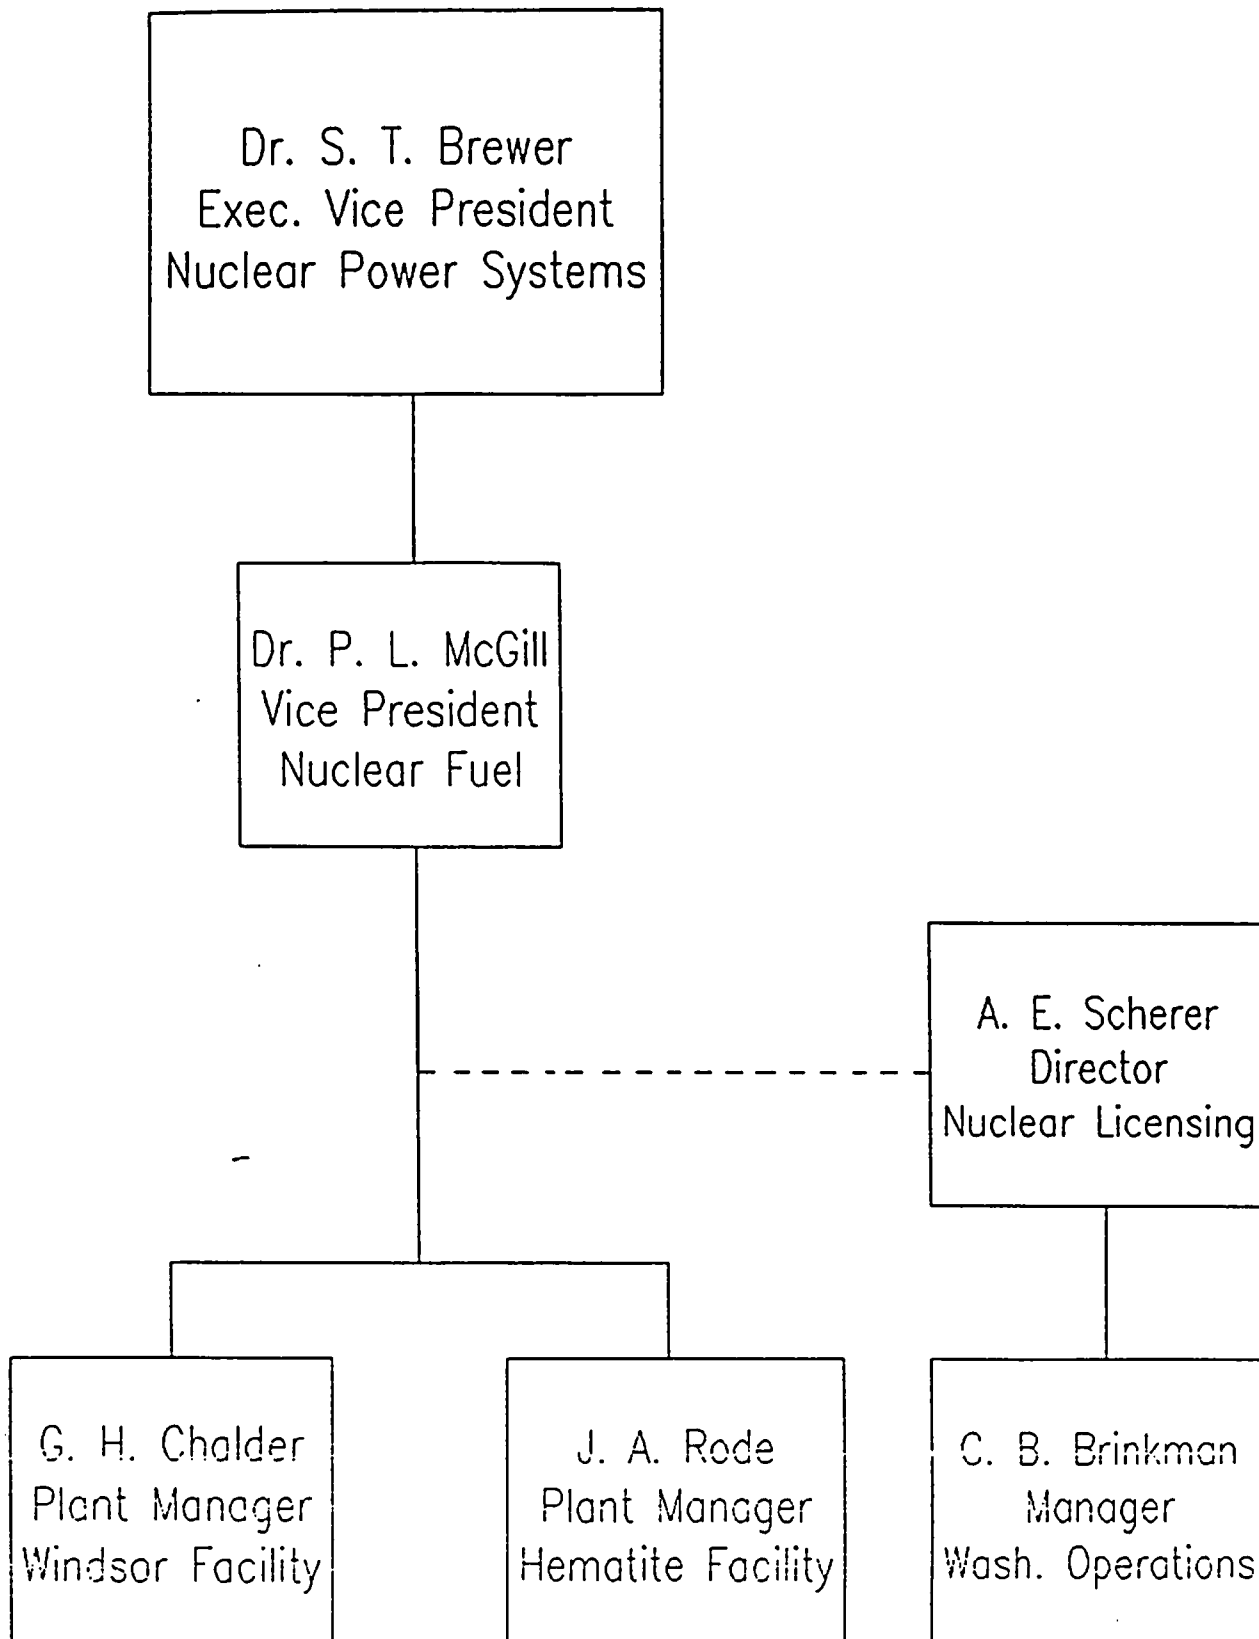 Dr. S. T. Brewer
Exec. Vice President
Nuclear Power Systems
Dr. P. L. McGill
Vice President
Nuclear Fuel
A. E. Scherer
Director
Nuclear Licensing
G. H. Chalder
Plant Manager
Windsor Facility
J. A. Rode
Plant Manager
Hematite Facility
C. B. Brinkman
Manager
Wash. Operations